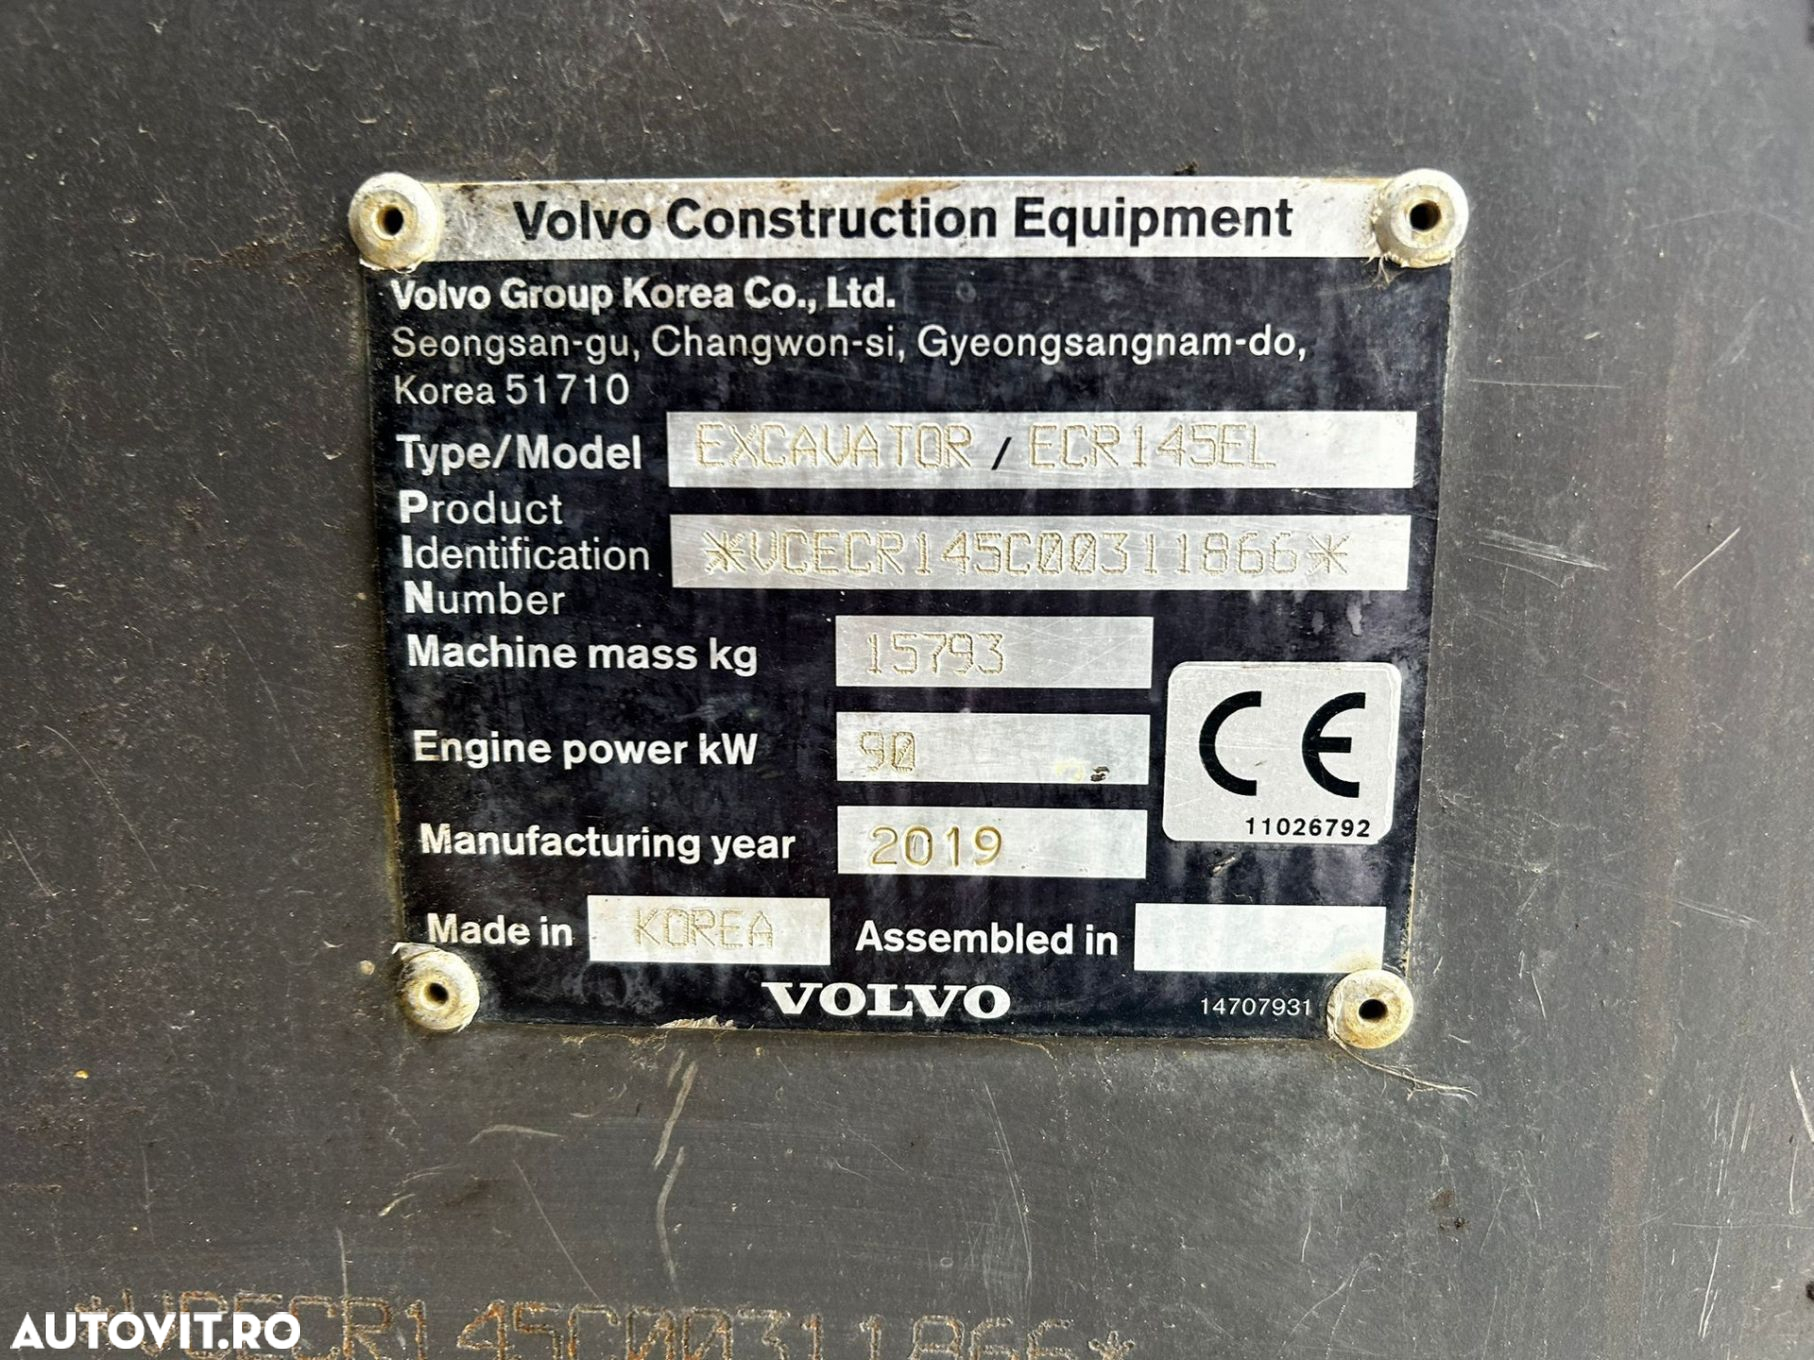 Volvo Construction Equipment
Volvo Group Korea Co., Ltd.
Seongsan-gu, Changwon-si, Gyeongsangnam-do,
Korea 51710
Type/Model EXCAVATOR / ECR145EL
Product
Identification *VCECR145C00311866*
Number
Machine mass kg 15793
Engine power kW 90
CE
Manufacturing year 2019
11026792
Made in KOREA Assembled in
VOLVO 14707931
*VCECR145C00311866*
AUTOVIT.RO